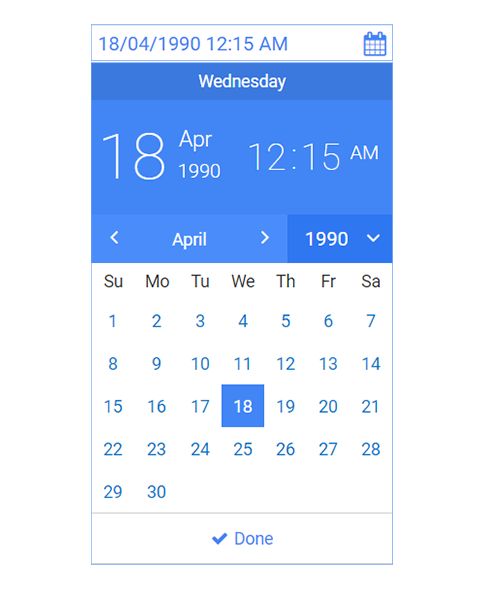 18/04/1990 12:15 AM
Wednesday
18 Apr 1990 12:15 AM
April 1990
Su Mo Tu We Th Fr Sa
1 2 3 4 5 6 7
8 9 10 11 12 13 14
15 16 17 18 19 20 21
22 23 24 25 26 27 28
29 30
Done